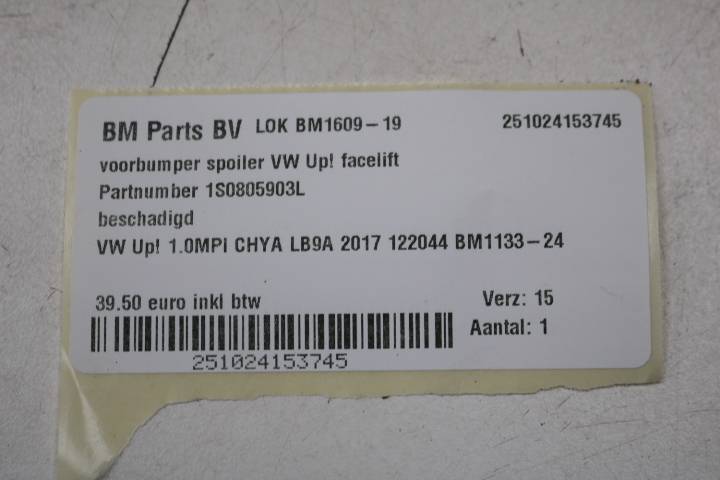 BM Parts BV LOK BM1609-19 251024153745
voorbumper spoiler VW Up! facelift
Partnumber 1S0805903L
beschadigd
VW Up! 1.0MPi CHYA LB9A 2017 122044 BM1133-24
39.50 euro inkl btw Verz: 15
Aantal: 1
251024153745